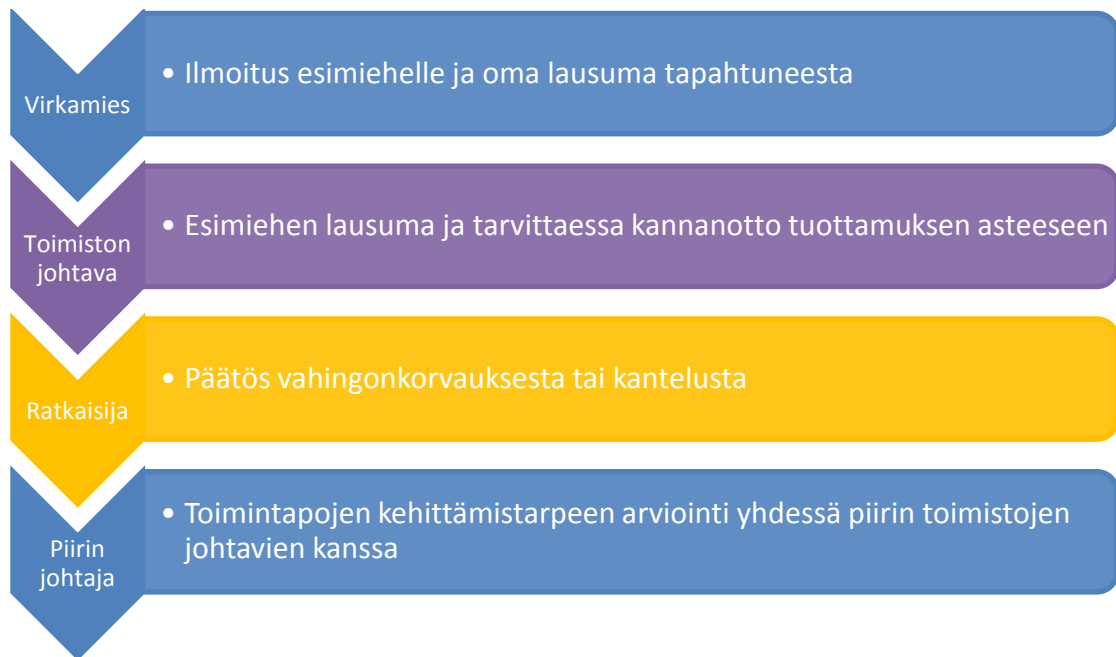 Virkamies
• Ilmoitus esimiehelle ja oma lausuma tapahtuneesta
Toimiston
johtava
• Esimiehen lausuma ja tarvittaessa kannanotto tuottamuksen asteeseen
Ratkaisija
• Päätös vahingonkorvauksesta tai kantelusta
Piirin
johtaja
• Toimintapojen kehittämistarpeen arviointi yhdessä piirin toimistojen
johtavien kanssa